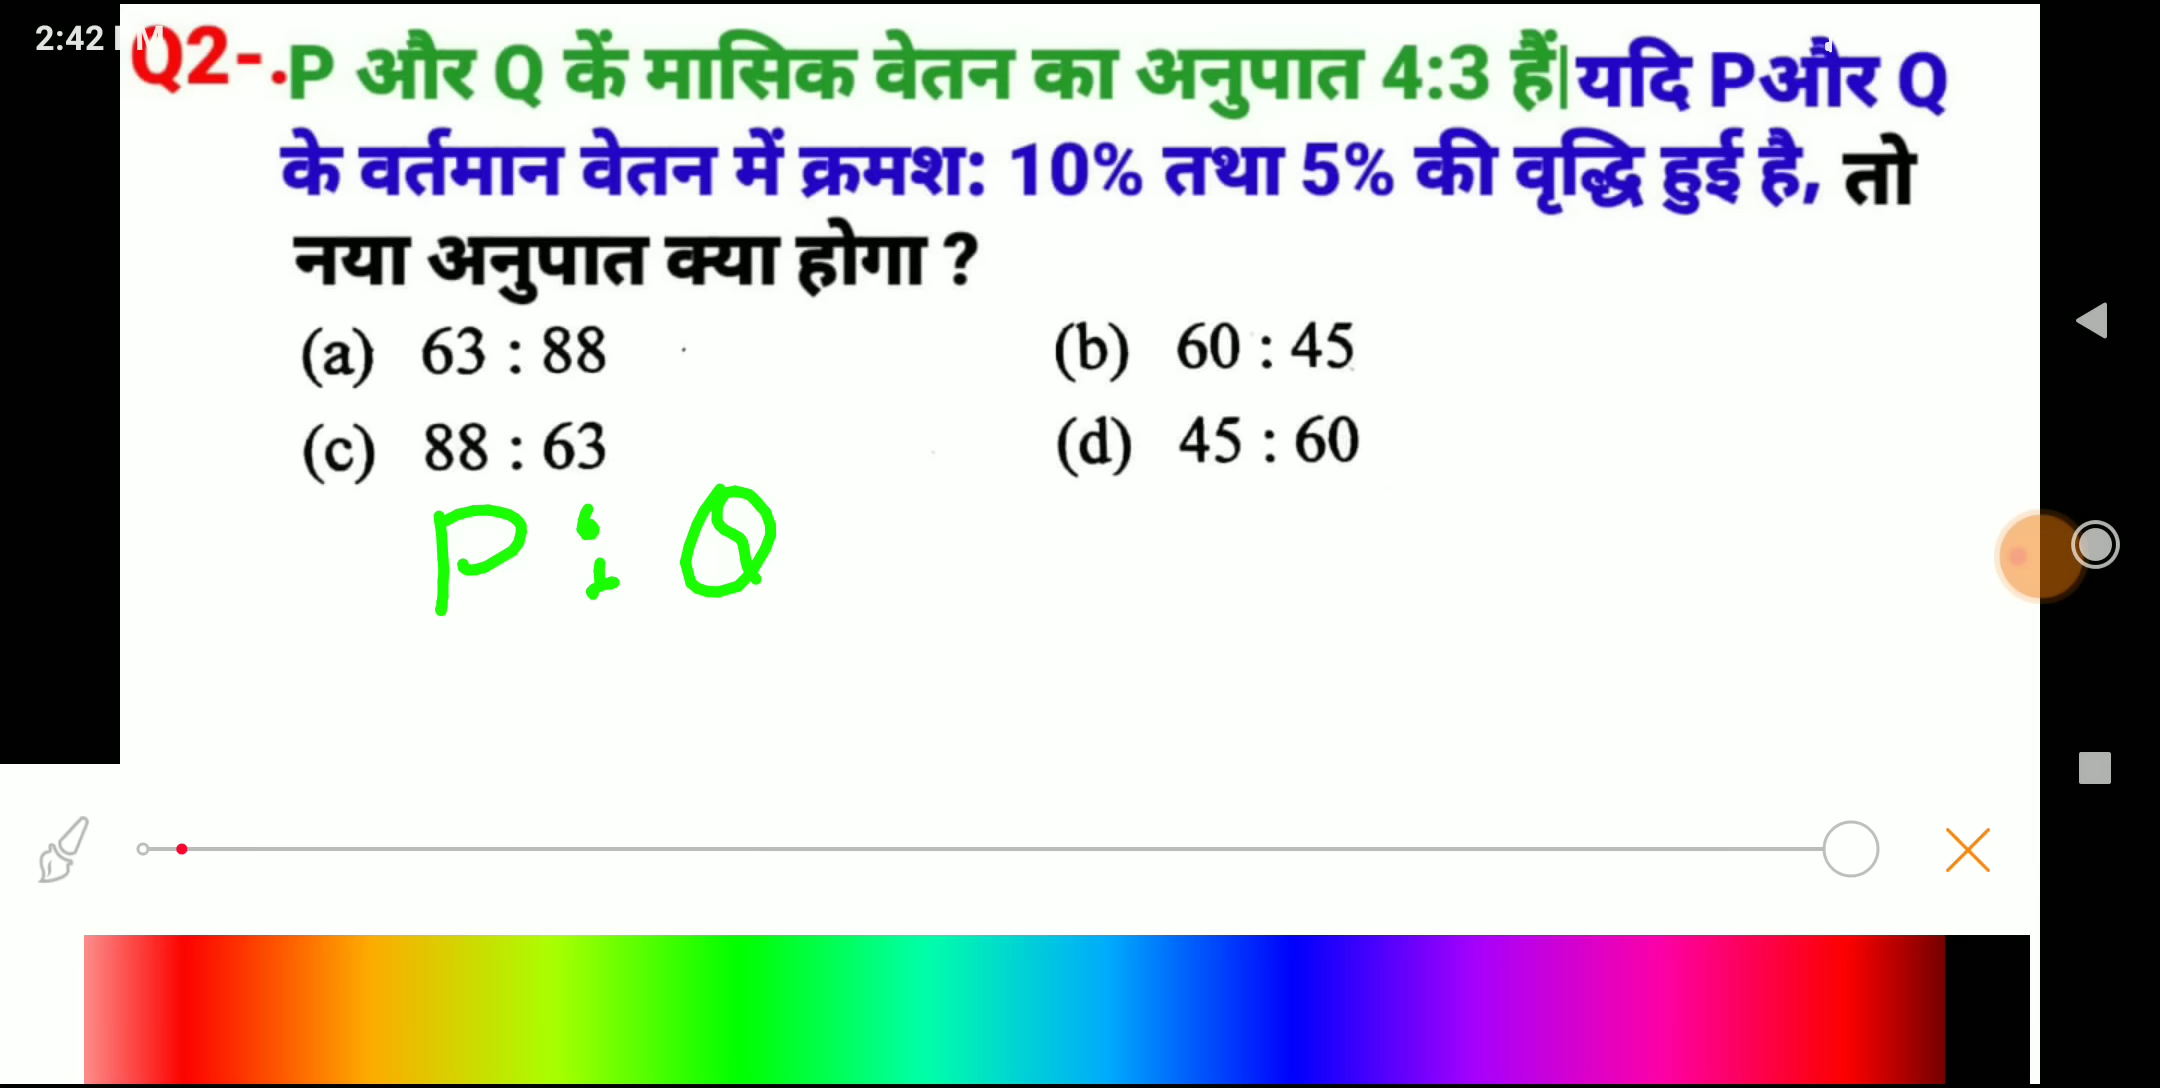 2:42 PM
Q2-.P और Q कें मासिक वेतन का अनुपात 4:3 हैं|यदि Pऔर Q
के वर्तमान वेतन में क्रमश: 10% तथा 5% की वृद्धि हुई है, तो
नया अनुपात क्या होगा ?
(a) 63 : 88 (b) 60 : 45
(c) 88 : 63 (d) 45 : 60
P : Q